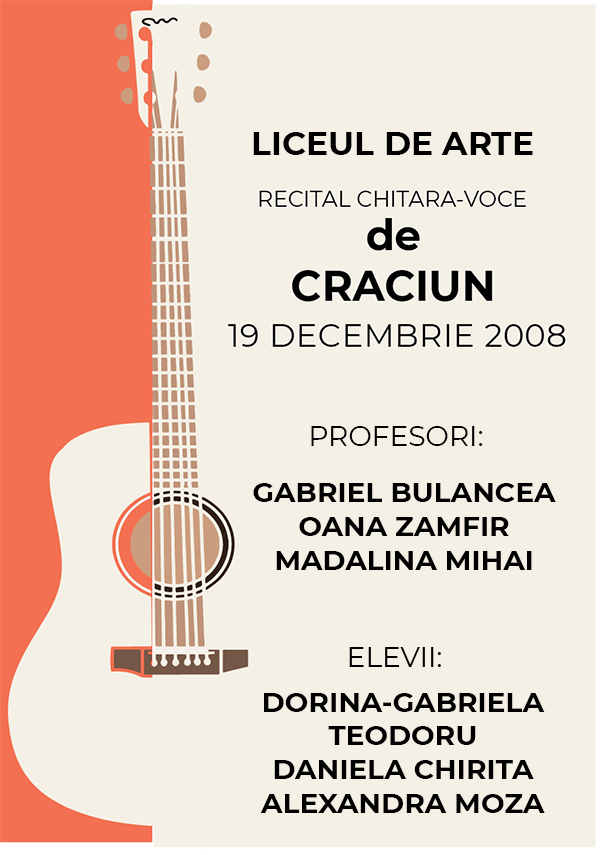 LICEUL DE ARTE
RECITAL CHITARA-VOCE
de
CRACIUN
19 DECEMBRIE 2008
PROFESORI:
GABRIEL BULANCEA
OANA ZAMFIR
MADALINA MIHAI
ELEVII:
DORINA-GABRIELA
TEODORU
DANIELA CHIRITA
ALEXANDRA MOZA